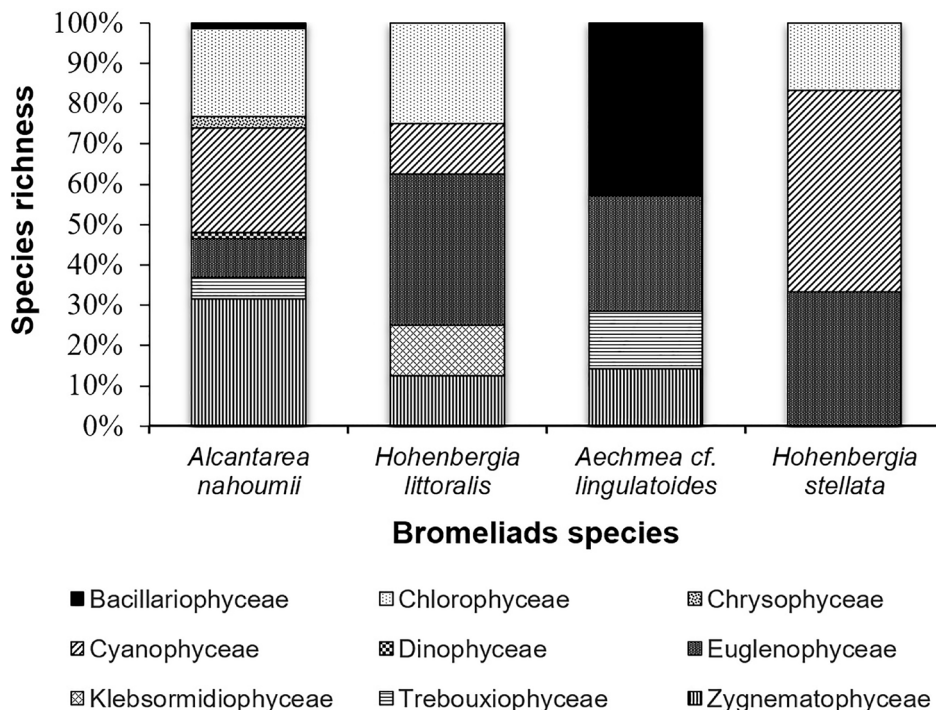 100%
90%
80%
70%
60%
50%
40%
30%
20%
10%
0%
Species richness
Alcantarea nahoumii
Hohenbergia littoralis
Aechmea cf. lingulatoides
Hohenbergia stellata
Bromeliads species
Bacillariophyceae
Chlorophyceae
Chrysophyceae
Cyanophyceae
Dinophyceae
Euglenophyceae
Klebsormidiophyceae
Trebouxiophyceae
Zygnematophyceae